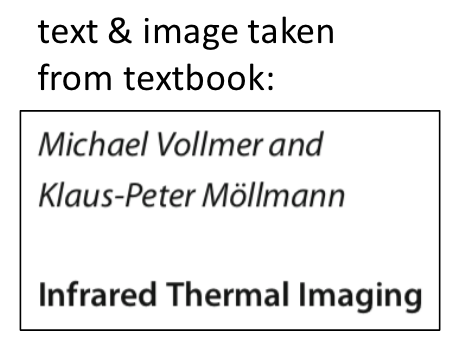 text & image taken
from textbook:
Michael Vollmer and
Klaus-Peter Möllmann
Infrared Thermal Imaging